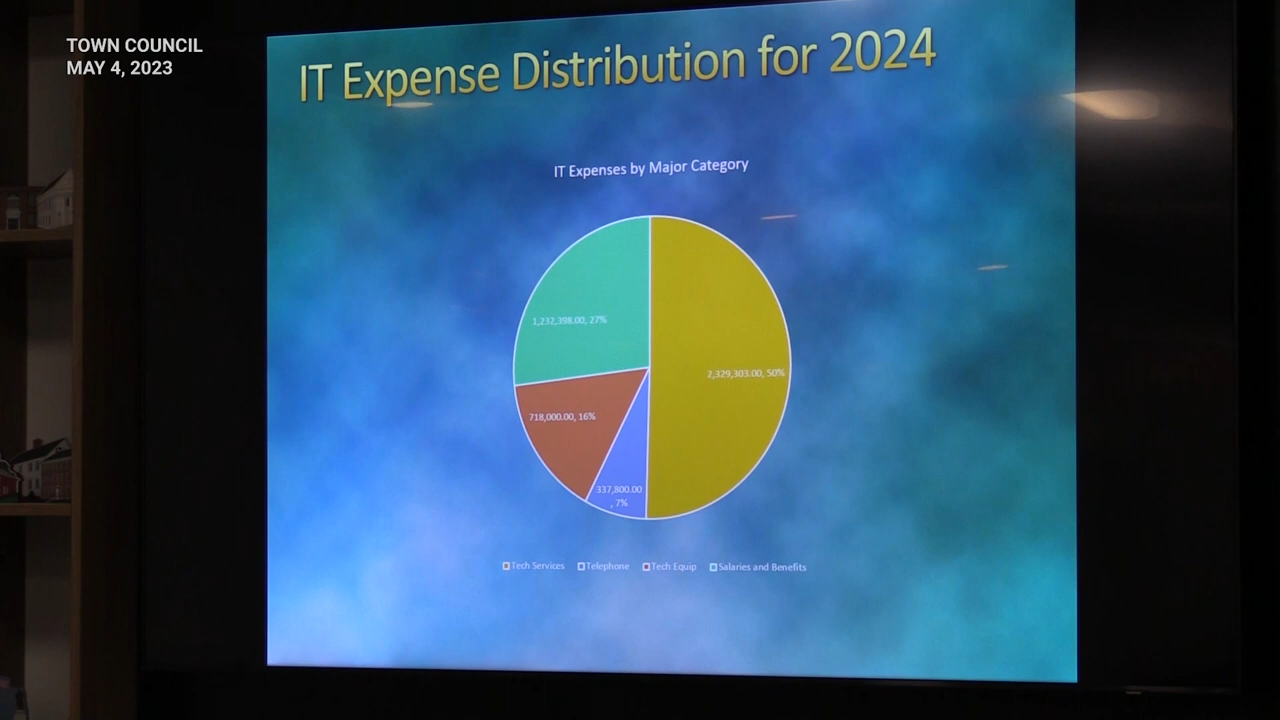 TOWN COUNCIL
MAY 4, 2023
IT Expense Distribution for 2024
IT Expenses by Major Category
1,232,398.00, 27%
2,329,303.00, 50%
718,000.00, 16%
337,800.00
, 7%
Tech Services Telephone Tech Equip Salaries and Benefits